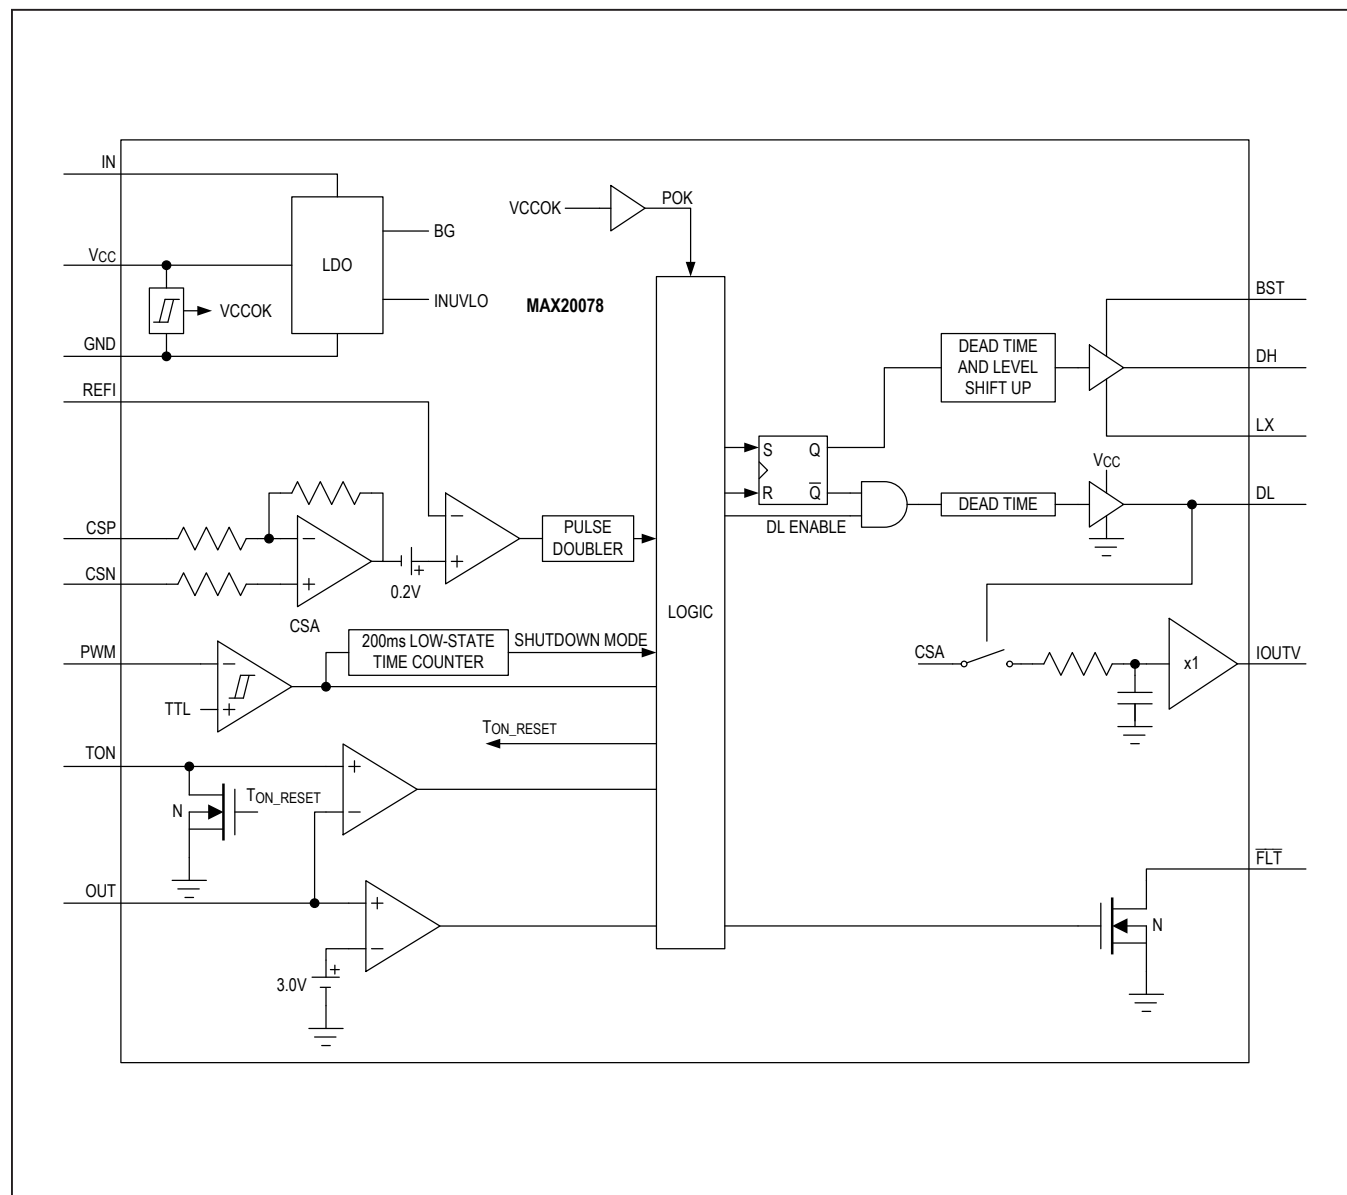 IN
VCC
GND
REFI
CSP
CSN
PWM
TON
OUT
LDO
BG
INUVLO
VCCOK
VCCOK
POK
MAX20078
CSA
0.2V
PULSE
DOUBLER
200ms LOW-STATE
TIME COUNTER
SHUTDOWN MODE
TTL
TON_RESET
TON_RESET
N
3.0V
LOGIC
S
Q
R
Q̅
DL ENABLE
DEAD TIME
AND LEVEL
SHIFT UP
DEAD TIME
VCC
CSA
x1
N
BST
DH
LX
DL
IOUTV
F̅L̅T̅
+
−
+
−
+
−
+
−
+
−
+
+